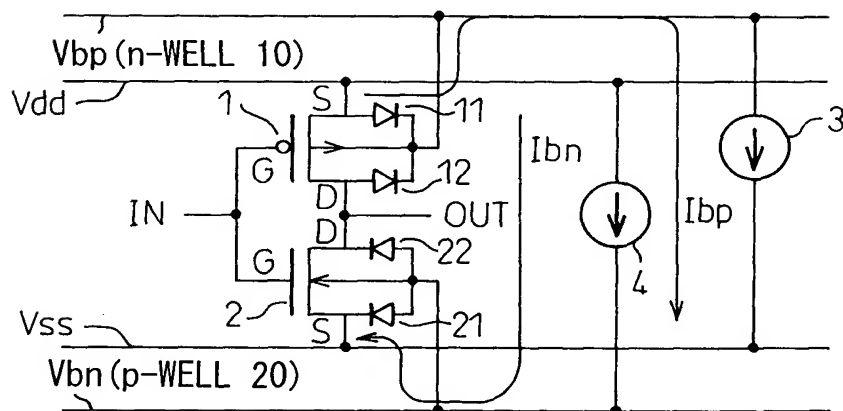 Vbp (n-WELL 10)
Vdd
S
11
1
3
G
12
Ibn
D
IN
OUT
Ibp
D
22
G
4
2
S
21
Vss
Vbn (p-WELL 20)